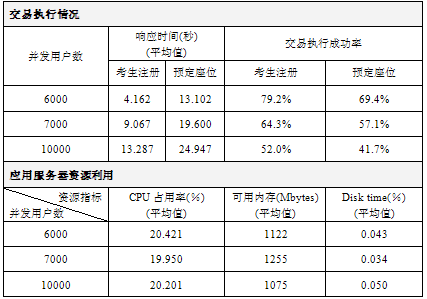 交易执行情况
并发用户数 响应时间(秒) (平均值) 交易执行成功率
考生注册 预定座位 考生注册 预定座位
6000 4.162 13.102 79.2% 69.4%
7000 9.067 19.600 64.3% 57.1%
10000 13.287 24.947 52.0% 41.7%
应用服务器资源利用
资源指标 并发用户数 CPU 占用率(%) (平均值) 可用内存(Mbytes) (平均值) Disk time(%) (平均值)
6000 20.421 1122 0.043
7000 19.950 1255 0.034
10000 20.201 1075 0.050